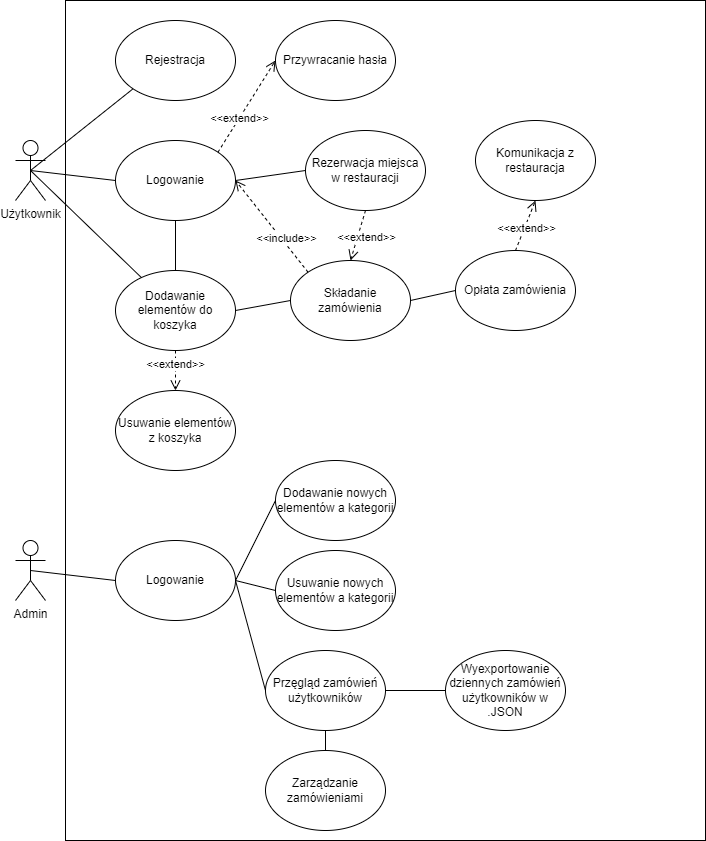 Rejestracja
Przywracanie hasła
<<extend>>
Użytkownik
Logowanie
Rezerwacja miejsca
w restauracji
Komunikacja z
restauracja
<<include>>
<<extend>>
<<extend>>
Dodawanie
elementów do
koszyka
Składanie
zamówienia
Opłata zamówienia
<<extend>>
Usuwanie elementów
z koszyka
Dodawanie nowych
elementów a kategorii
Admin
Logowanie
Usuwanie nowych
elementów a kategorii
Przęgląd zamówień
użytkowników
Wyexportowanie
dziennych zamówień
użytkowników w
.JSON
Zarządzanie
zamówieniami